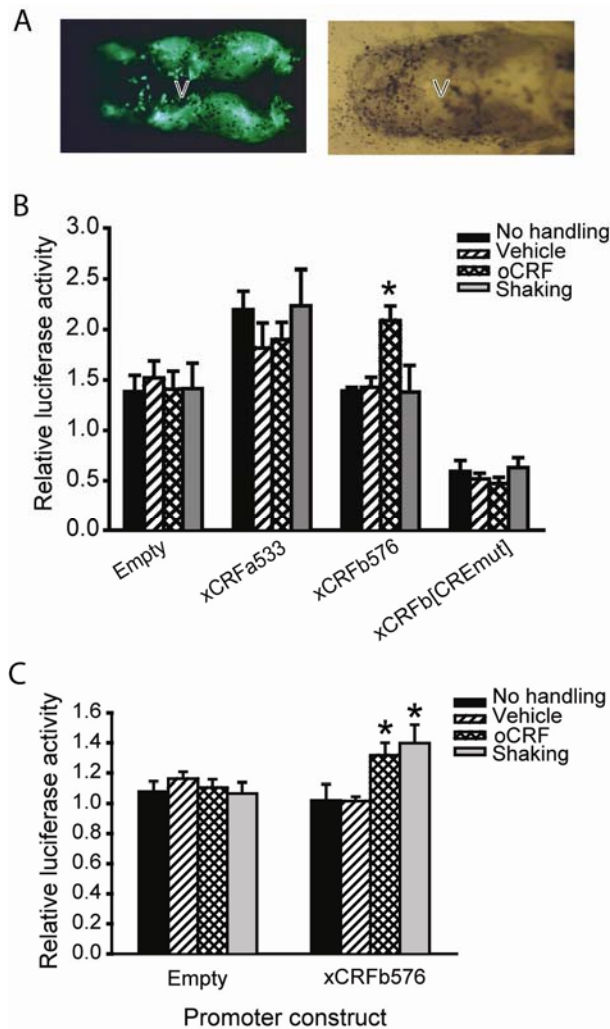 A
V
V
B
Relative luciferase activity
3.0
2.5
2.0
1.5
1.0
0.5
0.0
No handling
Vehicle
oCRF
Shaking
*
Empty
xCRFa533
xCRFb576
xCRFb[CREmut]
C
Relative luciferase activity
1.6
1.4
1.2
1.0
0.8
0.6
0.4
0.2
0.0
No handling
Vehicle
oCRF
Shaking
* *
Empty
xCRFb576
Promoter construct